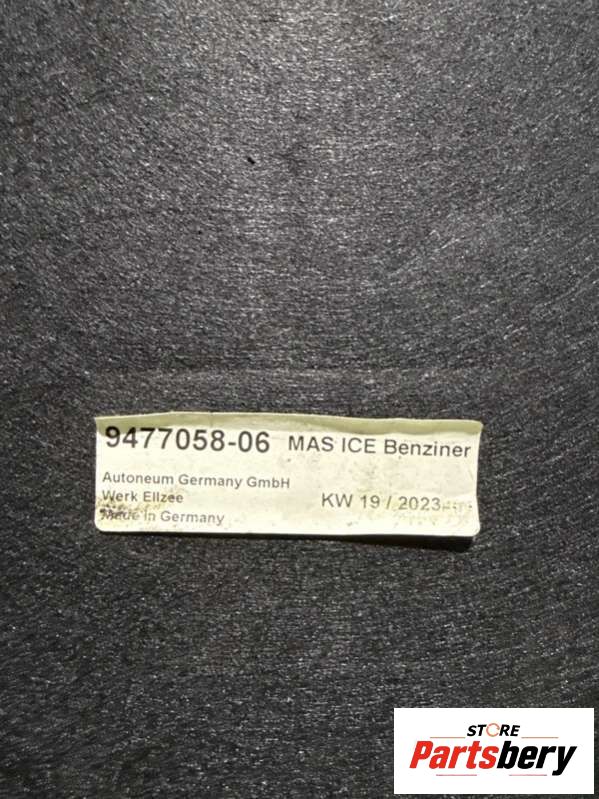 9477058-06 MAS ICE Benziner
Autoneum Germany GmbH
Werk Ellzee
KW 19 / 2023
Made in Germany
STORE
Partsbery